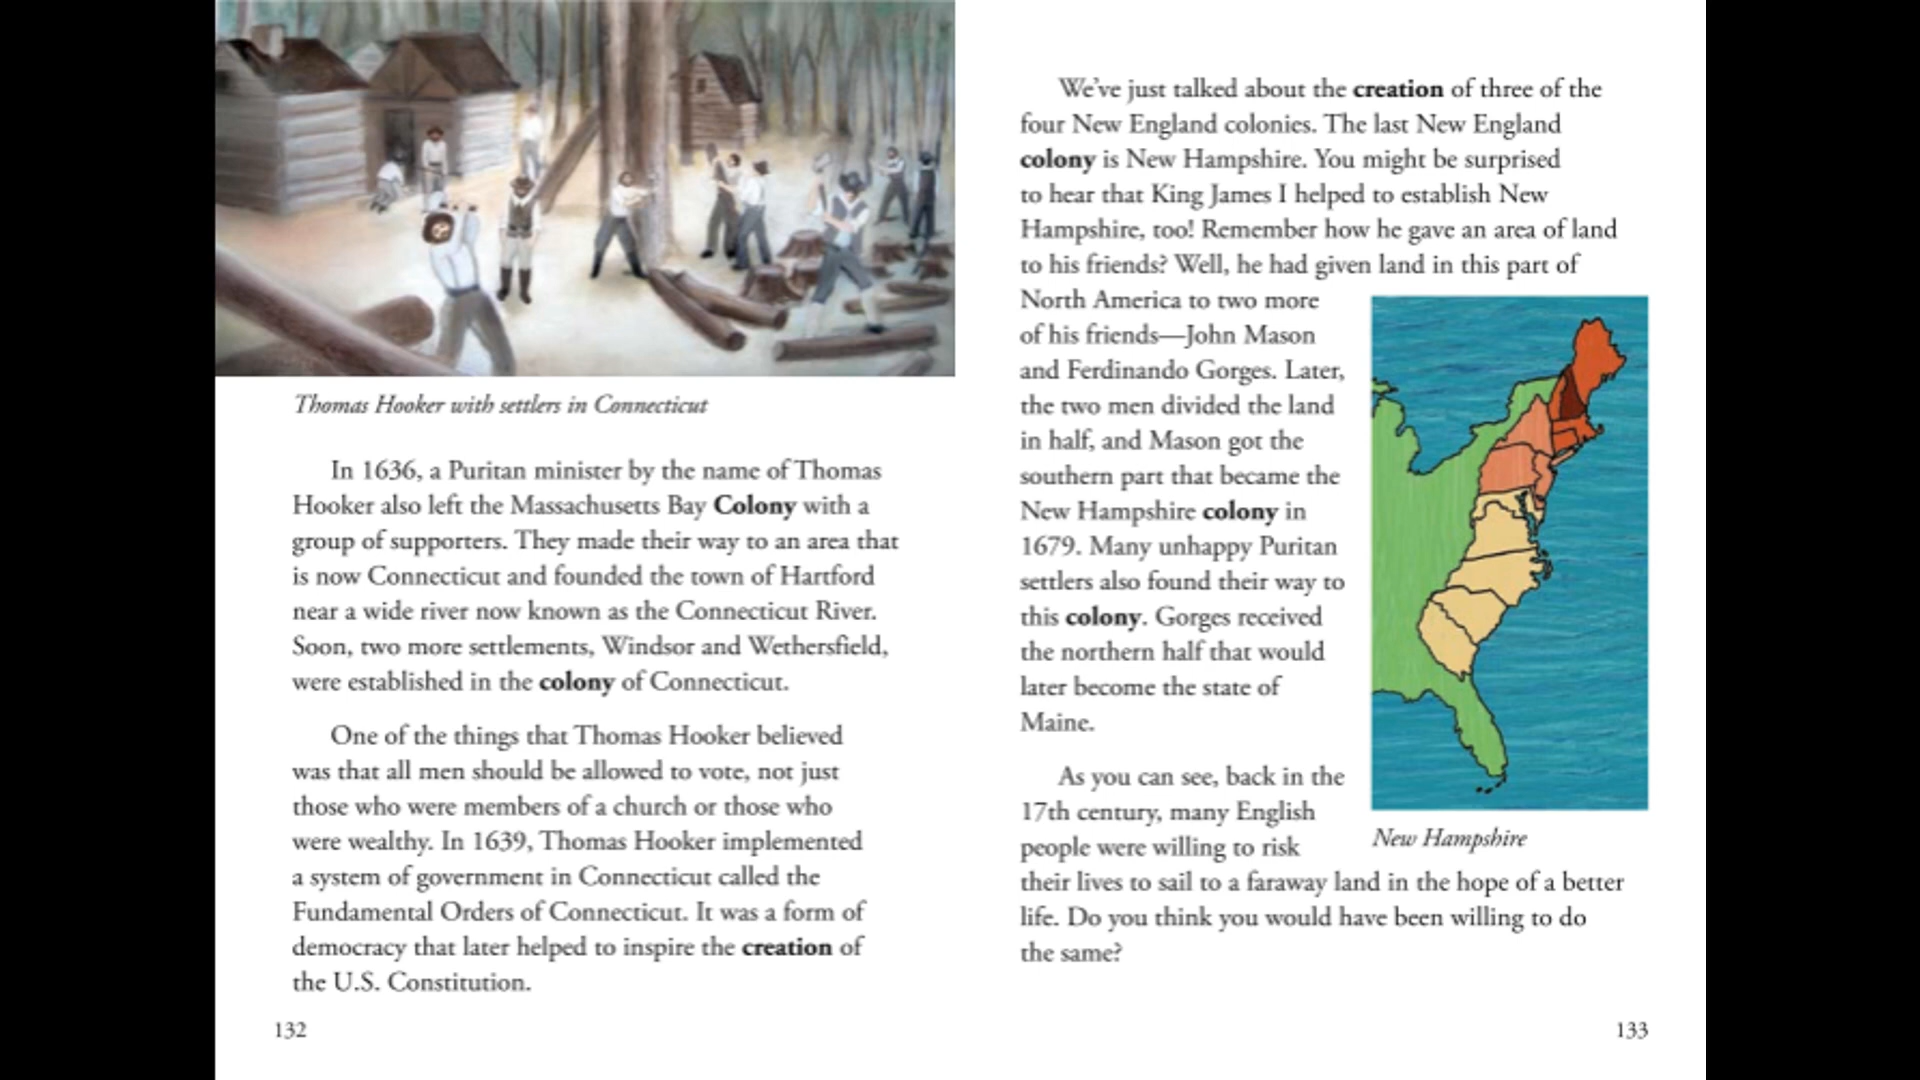 Thomas Hooker with settlers in Connecticut
In 1636, a Puritan minister by the name of Thomas
Hooker also left the Massachusetts Bay Colony with a
group of supporters. They made their way to an area that
is now Connecticut and founded the town of Hartford
near a wide river now known as the Connecticut River.
Soon, two more settlements, Windsor and Wethersfield,
were established in the colony of Connecticut.
One of the things that Thomas Hooker believed
was that all men should be allowed to vote, not just
those who were members of a church or those who
were wealthy. In 1639, Thomas Hooker implemented
a system of government in Connecticut called the
Fundamental Orders of Connecticut. It was a form of
democracy that later helped to inspire the creation of
the U.S. Constitution.
132
We've just talked about the creation of three of the
four New England colonies. The last New England
colony is New Hampshire. You might be surprised
to hear that King James I helped to establish New
Hampshire, too! Remember how he gave an area of land
to his friends? Well, he had given land in this part of
North America to two more
of his friends—John Mason
and Ferdinando Gorges. Later,
the two men divided the land
in half, and Mason got the
southern part that became the
New Hampshire colony in
1679. Many unhappy Puritan
settlers also found their way to
this colony. Gorges received
the northern half that would
later become the state of
Maine.
As you can see, back in the
17th century, many English
people were willing to risk
their lives to sail to a faraway land in the hope of a better
life. Do you think you would have been willing to do
the same?
New Hampshire
133